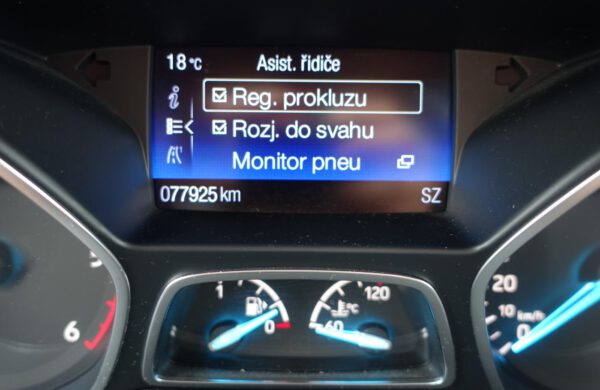 18°C Asist. řidiče
Reg. prokluzu
Rozj. do svahu
Monitor pneu
077925 km SZ
1 0
60 °C 120
6
20
10 km/h
0